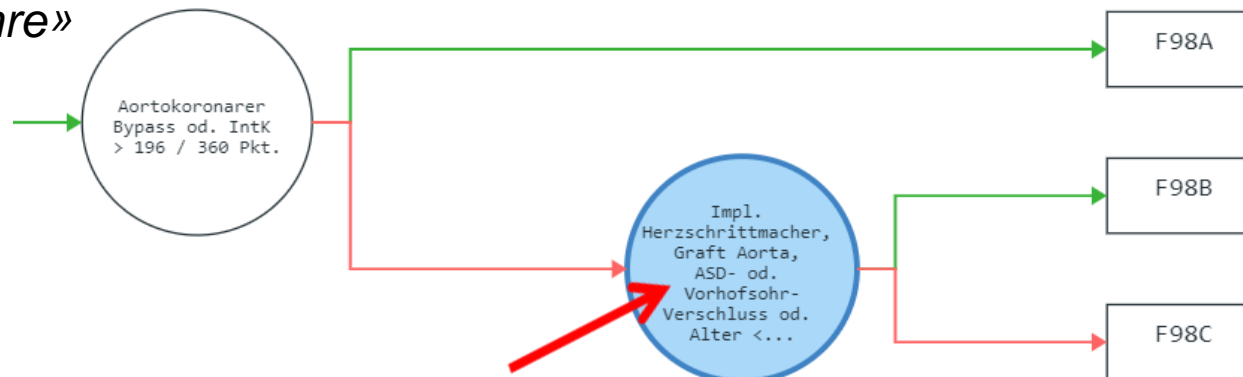 hre»
Aortokoronarer
Bypass od. IntK
> 196 / 360 Pkt.
F98A
Impl.
Herzschrittmacher,
Graft Aorta,
ASD- od.
Vorhofsohr-
Verschluss od.
Alter <...
F98B
F98C